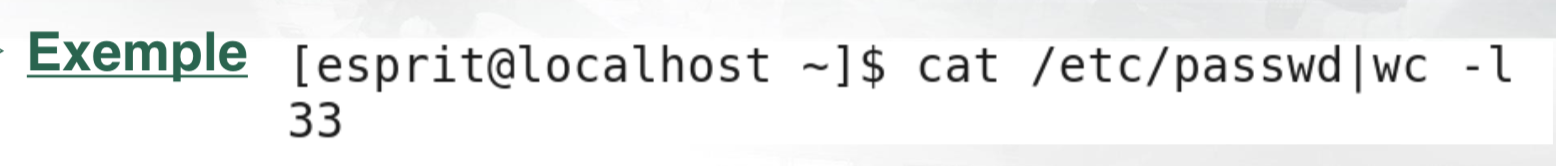 Exemple [esprit@localhost ~]$ cat /etc/passwd|wc -l
33